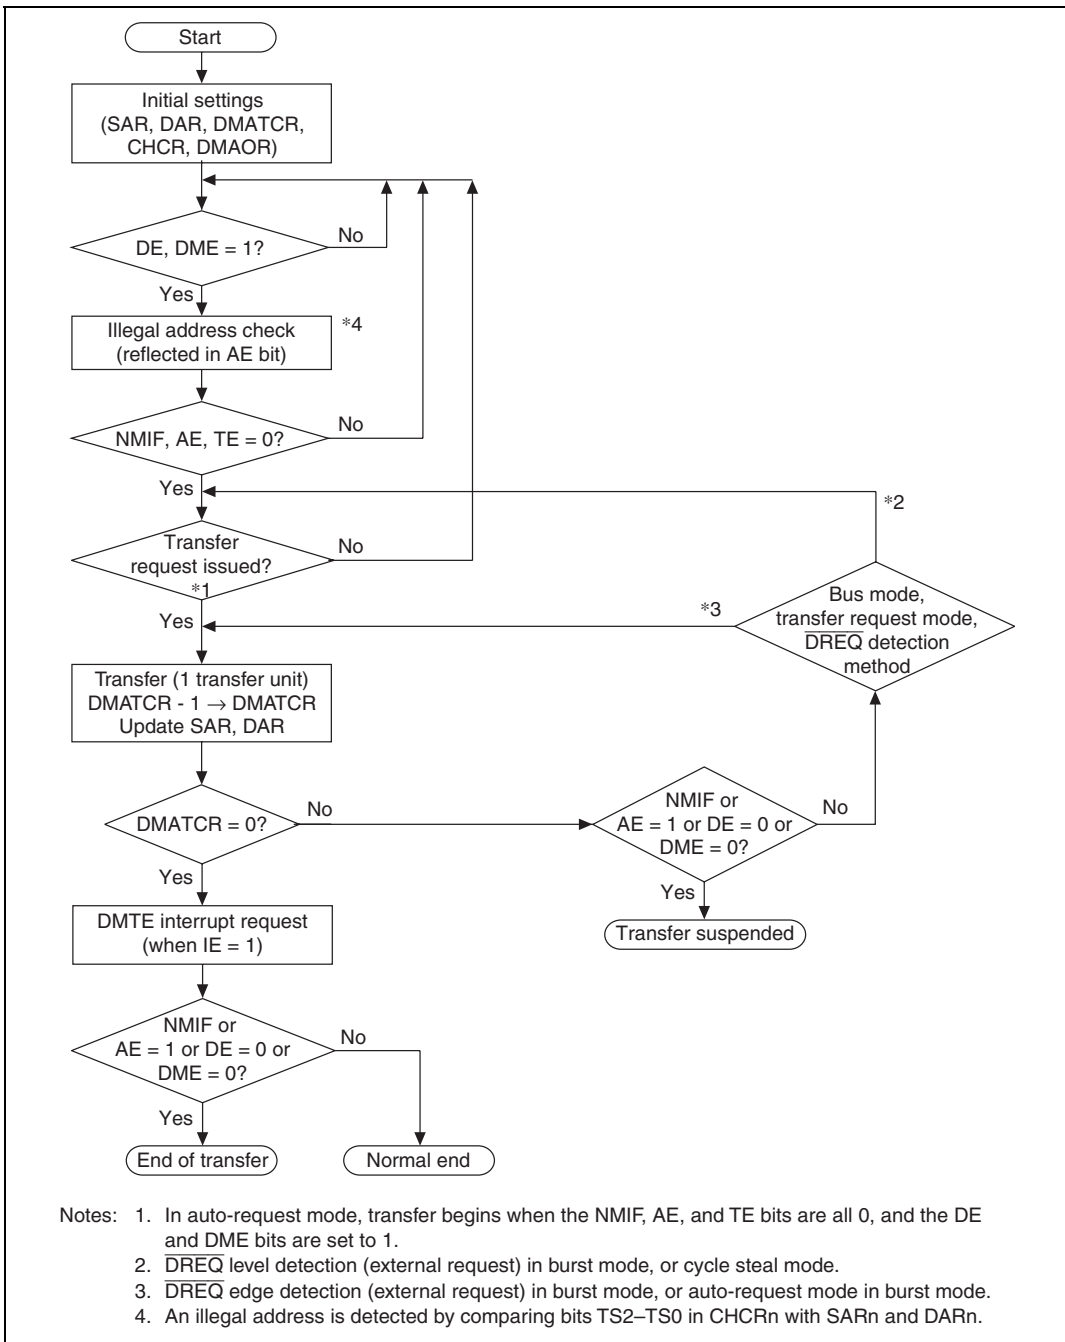 Start
Initial settings
(SAR, DAR, DMATCR,
CHCR, DMAOR)
DE, DME = 1?
No
Yes
Illegal address check
(reflected in AE bit)
*4
NMIF, AE, TE = 0?
No
Yes
*2
Transfer
request issued?
*1
No
Yes
*3
Bus mode,
transfer request mode,
DREQ detection
method
Transfer (1 transfer unit)
DMATCR - 1 → DMATCR
Update SAR, DAR
DMATCR = 0?
No
NMIF or
AE = 1 or DE = 0 or
DME = 0?
No
Yes
Yes
Transfer suspended
DMTE interrupt request
(when IE = 1)
NMIF or
AE = 1 or DE = 0 or
DME = 0?
No
Yes
End of transfer
Normal end
Notes: 1. In auto-request mode, transfer begins when the NMIF, AE, and TE bits are all 0, and the DE
and DME bits are set to 1.
2. DREQ level detection (external request) in burst mode, or cycle steal mode.
3. DREQ edge detection (external request) in burst mode, or auto-request mode in burst mode.
4. An illegal address is detected by comparing bits TS2–TS0 in CHCRn with SARn and DARn.